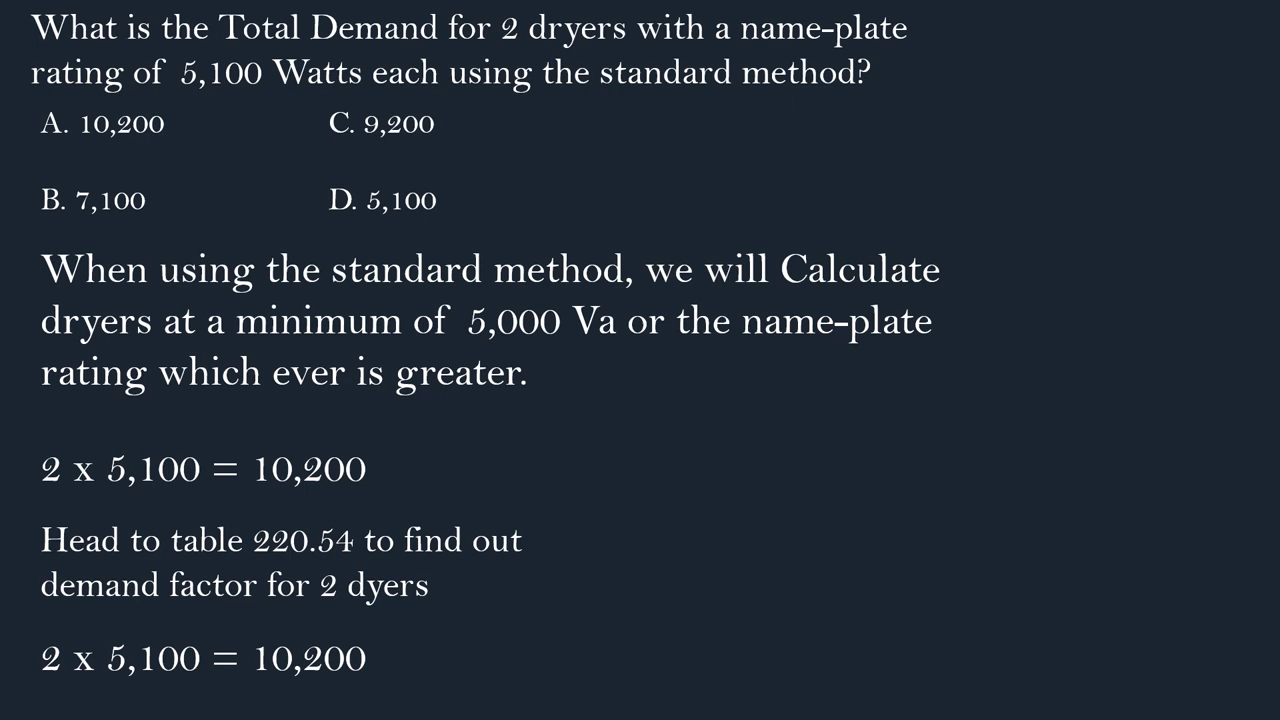 What is the Total Demand for 2 dryers with a name-plate
rating of 5,100 Watts each using the standard method?
A. 10,200
C. 9,200
B. 7,100
D. 5,100
When using the standard method, we will Calculate
dryers at a minimum of 5,000 Va or the name-plate
rating which ever is greater.
2 x 5,100 = 10,200
Head to table 220.54 to find out
demand factor for 2 dyers
2 x 5,100 = 10,200